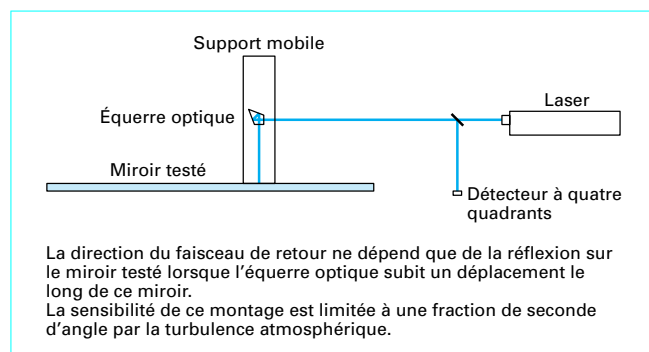 Support mobile
Laser
Équerre optique
Miroir testé
Détecteur à quatre
quadrants
La direction du faisceau de retour ne dépend que de la réflexion sur
le miroir testé lorsque l’équerre optique subit un déplacement le
long de ce miroir.
La sensibilité de ce montage est limitée à une fraction de seconde
d’angle par la turbulence atmosphérique.